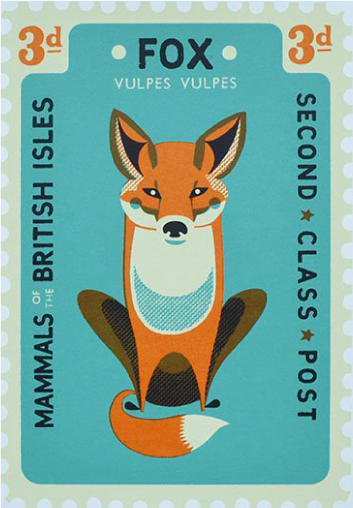 3d
FOX
3d
VULPES VULPES
MAMMALS OF THE BRITISH ISLES
SECOND ★ CLASS ★ POST